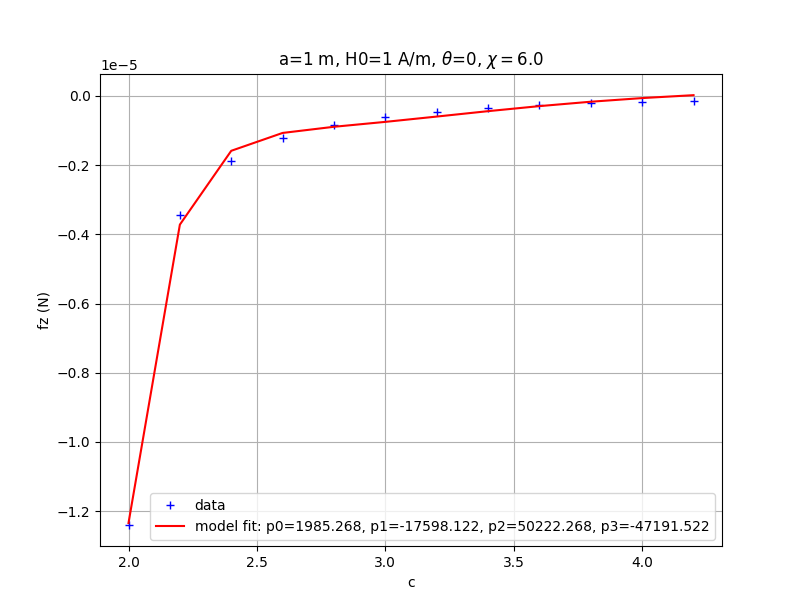 a=1 m, H0=1 A/m, θ=0, χ = 6.0
1e−5
0.0
−0.2
−0.4
−0.6
−0.8
−1.0
−1.2
fz (N)
data
model fit: p0=1985.268, p1=-17598.122, p2=50222.268, p3=-47191.522
2.0 2.5 3.0 3.5 4.0
c